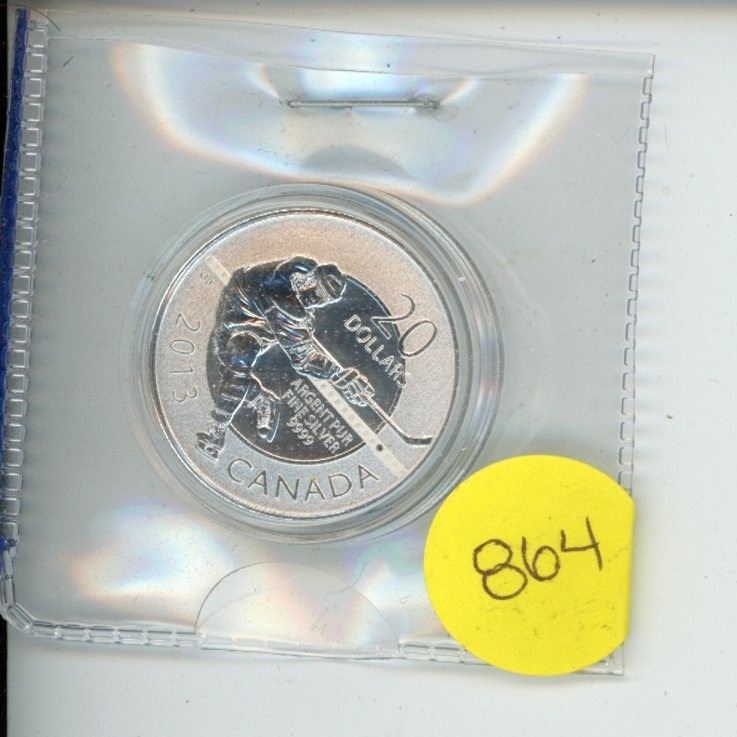 20
DOLLARS
2013
ARGENT PUR
FINE SILVER
9999
CANADA
864